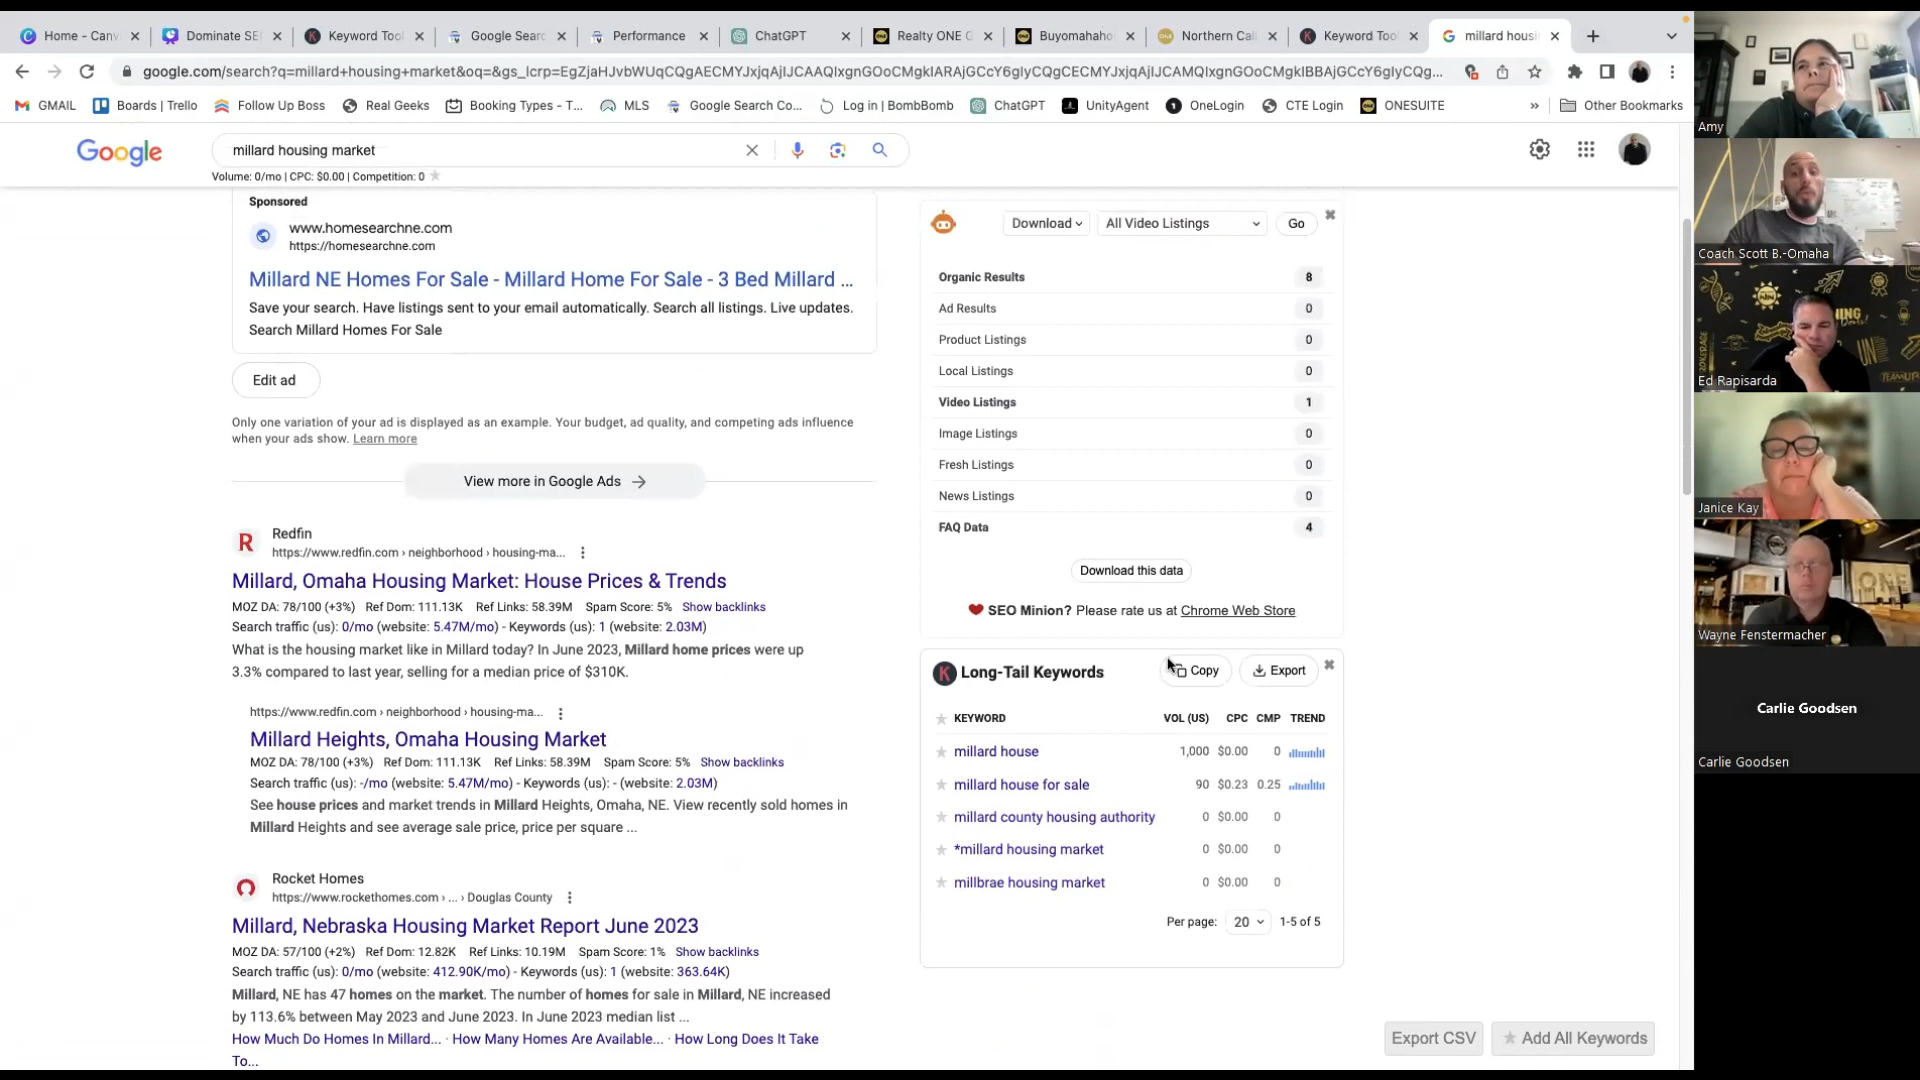 Home - Canv
Dominate SE
Keyword Too
Google Searc
Performance
ChatGPT
Realty ONE G
Buyomahaho
Northern Cali
Keyword Too
millard housi
google.com/search?q=millard+housing+market&oq=&gs_lcrp=EgZjaHJvbWUqCQgAECMYJxjqAjIJCAAQIxgnGOoCMgkIARAjGCcY6gIyCQgCECMYJxjqAjIJCAMQIxgnGOoCMgkIBBAjGCcY6gIyCQg...
GMAIL
Boards | Trello
Follow Up Boss
Real Geeks
Booking Types - T...
MLS
Google Search Co...
Log in | BombBomb
ChatGPT
UnityAgent
OneLogin
CTE Login
ONESUITE
»
Other Bookmarks
Google
millard housing market
Volume: 0/mo | CPC: $0.00 | Competition: 0
Sponsored
www.homesearchne.com
https://homesearchne.com
Millard NE Homes For Sale - Millard Home For Sale - 3 Bed Millard ...
Save your search. Have listings sent to your email automatically. Search all listings. Live updates.
Search Millard Homes For Sale
Edit ad
Only one variation of your ad is displayed as an example. Your budget, ad quality, and competing ads influence
when your ads show. Learn more
View more in Google Ads
Redfin
https://www.redfin.com › neighborhood › housing-ma...
Millard, Omaha Housing Market: House Prices & Trends
MOZ DA: 78/100 (+3%) Ref Dom: 111.13K Ref Links: 58.39M Spam Score: 5% Show backlinks
Search traffic (us): 0/mo (website: 5.47M/mo) - Keywords (us): 1 (website: 2.03M)
What is the housing market like in Millard today? In June 2023, Millard home prices were up
3.3% compared to last year, selling for a median price of $310K.
https://www.redfin.com › neighborhood › housing-ma...
Millard Heights, Omaha Housing Market
MOZ DA: 78/100 (+3%) Ref Dom: 111.13K Ref Links: 58.39M Spam Score: 5% Show backlinks
Search traffic (us): -/mo (website: 5.47M/mo) - Keywords (us): - (website: 2.03M)
See house prices and market trends in Millard Heights, Omaha, NE. View recently sold homes in
Millard Heights and see average sale price, price per square ...
Rocket Homes
https://www.rockethomes.com › ... › Douglas County
Millard, Nebraska Housing Market Report June 2023
MOZ DA: 57/100 (+2%) Ref Dom: 12.82K Ref Links: 10.19M Spam Score: 1% Show backlinks
Search traffic (us): 0/mo (website: 412.90K/mo) - Keywords (us): 1 (website: 363.64K)
Millard, NE has 47 homes on the market. The number of homes for sale in Millard, NE increased
by 113.6% between May 2023 and June 2023. In June 2023 median list ...
How Much Do Homes In Millard... · How Many Homes Are Available... · How Long Does It Take
To...
Download
All Video Listings
Go
Organic Results 8
Ad Results 0
Product Listings 0
Local Listings 0
Video Listings 1
Image Listings 0
Fresh Listings 0
News Listings 0
FAQ Data 4
Download this data
SEO Minion? Please rate us at Chrome Web Store
Long-Tail Keywords
Copy
Export
KEYWORD VOL (US) CPC CMP TREND
millard house 1,000 $0.00 0
millard house for sale 90 $0.23 0.25
millard county housing authority 0 $0.00 0
*millard housing market 0 $0.00 0
millbrae housing market 0 $0.00 0
Per page: 20 1-5 of 5
Export CSV
Add All Keywords
Amy
Coach Scott B.-Omaha
Ed Rapisarda
Janice Kay
ONE
Wayne Fenstermacher
Carlie Goodsen
Carlie Goodsen